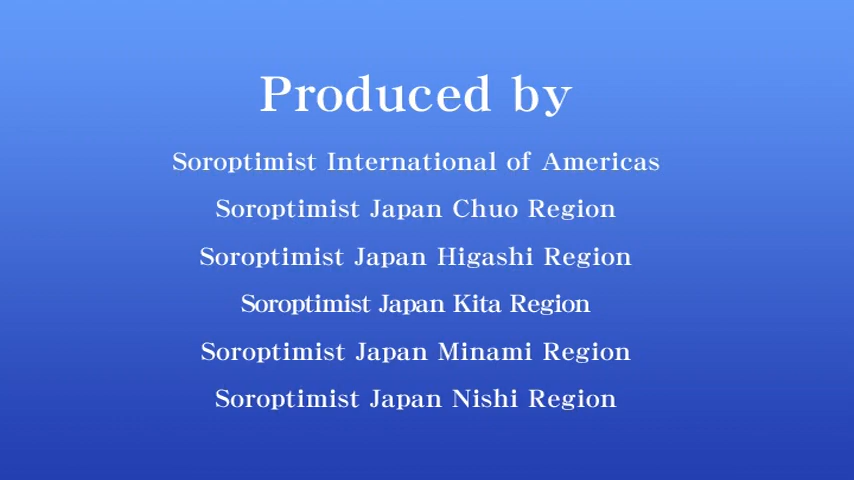 Produced by
Soroptimist International of Americas
Soroptimist Japan Chuo Region
Soroptimist Japan Higashi Region
Soroptimist Japan Kita Region
Soroptimist Japan Minami Region
Soroptimist Japan Nishi Region